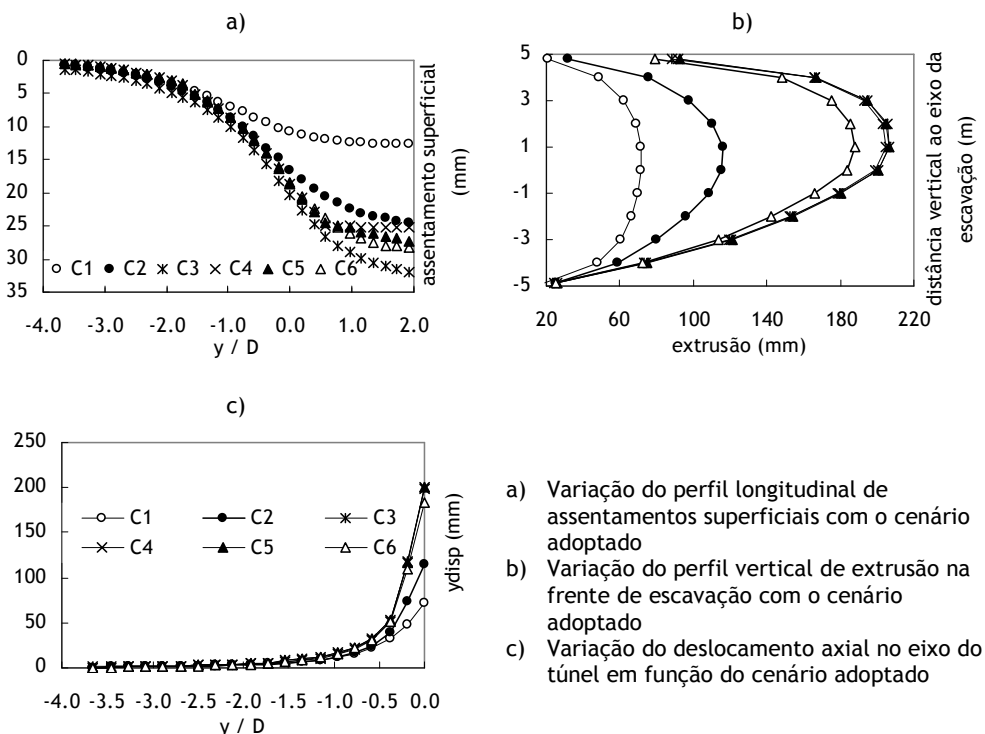 a)
0
5
10
15
20
25
30
35
C1 C2 C3 C4 C5 C6
-4.0 -3.0 -2.0 -1.0 0.0 1.0 2.0
y / D
assentamento superficial
(mm)
b)
5
3
1
-1
-3
-5
20 60 100 140 180 220
extrusão (mm)
distância vertical ao eixo da
escavação (m)
c)
250
200
150
100
50
0
C1 C2 C3
C4 C5 C6
-4.0 -3.5 -3.0 -2.5 -2.0 -1.5 -1.0 -0.5 0.0
y / D
ydisp (mm)
a) Variação do perfil longitudinal de
assentamentos superficiais com o cenário
adoptado
b) Variação do perfil vertical de extrusão na
frente de escavação com o cenário
adoptado
c) Variação do deslocamento axial no eixo do
túnel em função do cenário adoptado